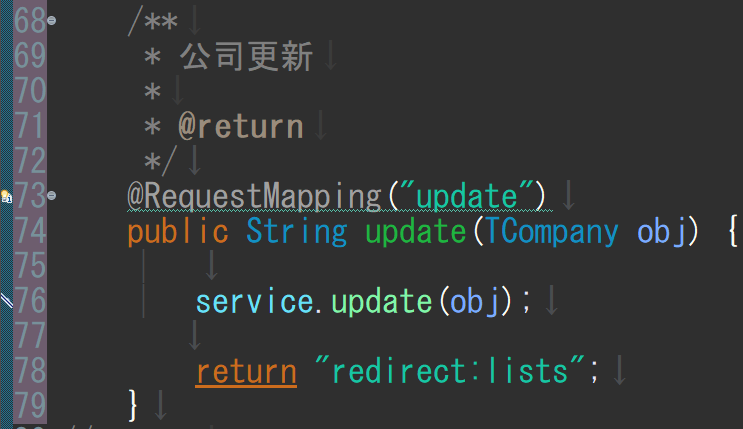 68 /**↓
69 * 公司更新↓
70 *↓
71 * @return↓
72 */↓
73 @RequestMapping("update")↓
74 public String update(TCompany obj) {
75 ↓
76 service.update(obj);↓
77 ↓
78 return "redirect:lists";↓
79 }↓